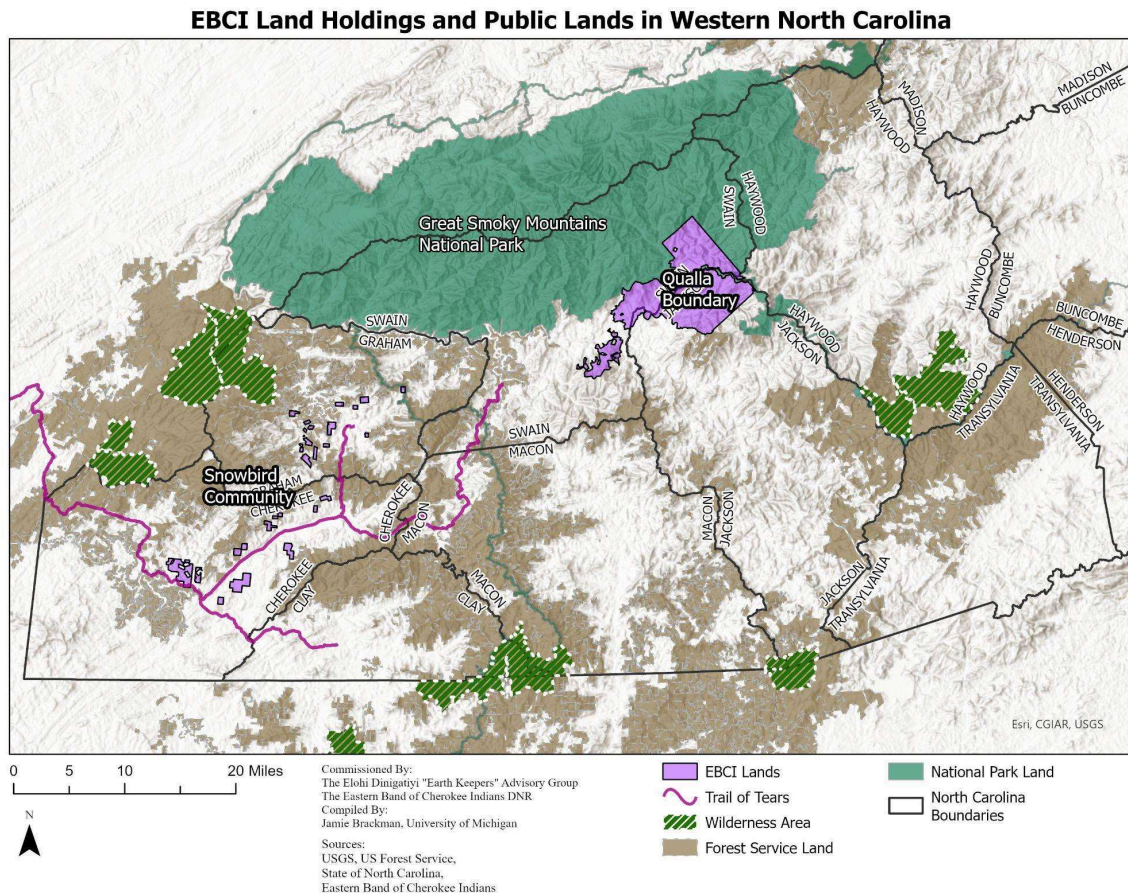 EBCI Land Holdings and Public Lands in Western North Carolina
MADISON
BUNCOMBE
MADISON
HAYWOOD
HAYWOOD
SWAIN
Great Smoky Mountains
National Park
HAYWOOD
BUNCOMBE
Qualla
Boundary
SWAIN
GRAHAM
HAYWOOD
JACKSON
BUNCOMBE
HENDERSON
HENDERSON
TRANSYLVANIA
HAYWOOD
TRANSYLVANIA
SWAIN
MACON
Snowbird
Community
GRAHAM
CHEROKEE
CHEROKEE
MACON
MACON
JACKSON
CHEROKEE
CLAY
MACON
CLAY
JACKSON
TRANSYLVANIA
Esri, CGIAR, USGS
0 5 10 20 Miles
N
Commissioned By:
The Elohi Dinigatiyi "Earth Keepers" Advisory Group
The Eastern Band of Cherokee Indians DNR
Compiled By:
Jamie Brackman, University of Michigan
Sources:
USGS, US Forest Service,
State of North Carolina,
Eastern Band of Cherokee Indians
EBCI Lands
Trail of Tears
Wilderness Area
Forest Service Land
National Park Land
North Carolina
Boundaries